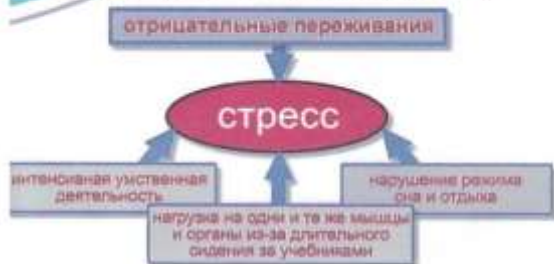 отрицательные переживания
стресс
интенсивная умственная
деятельность
нагрузка на одни и те же мышцы
и органы из-за длительного
сидения за учебниками
нарушение режима
сна и отдыха